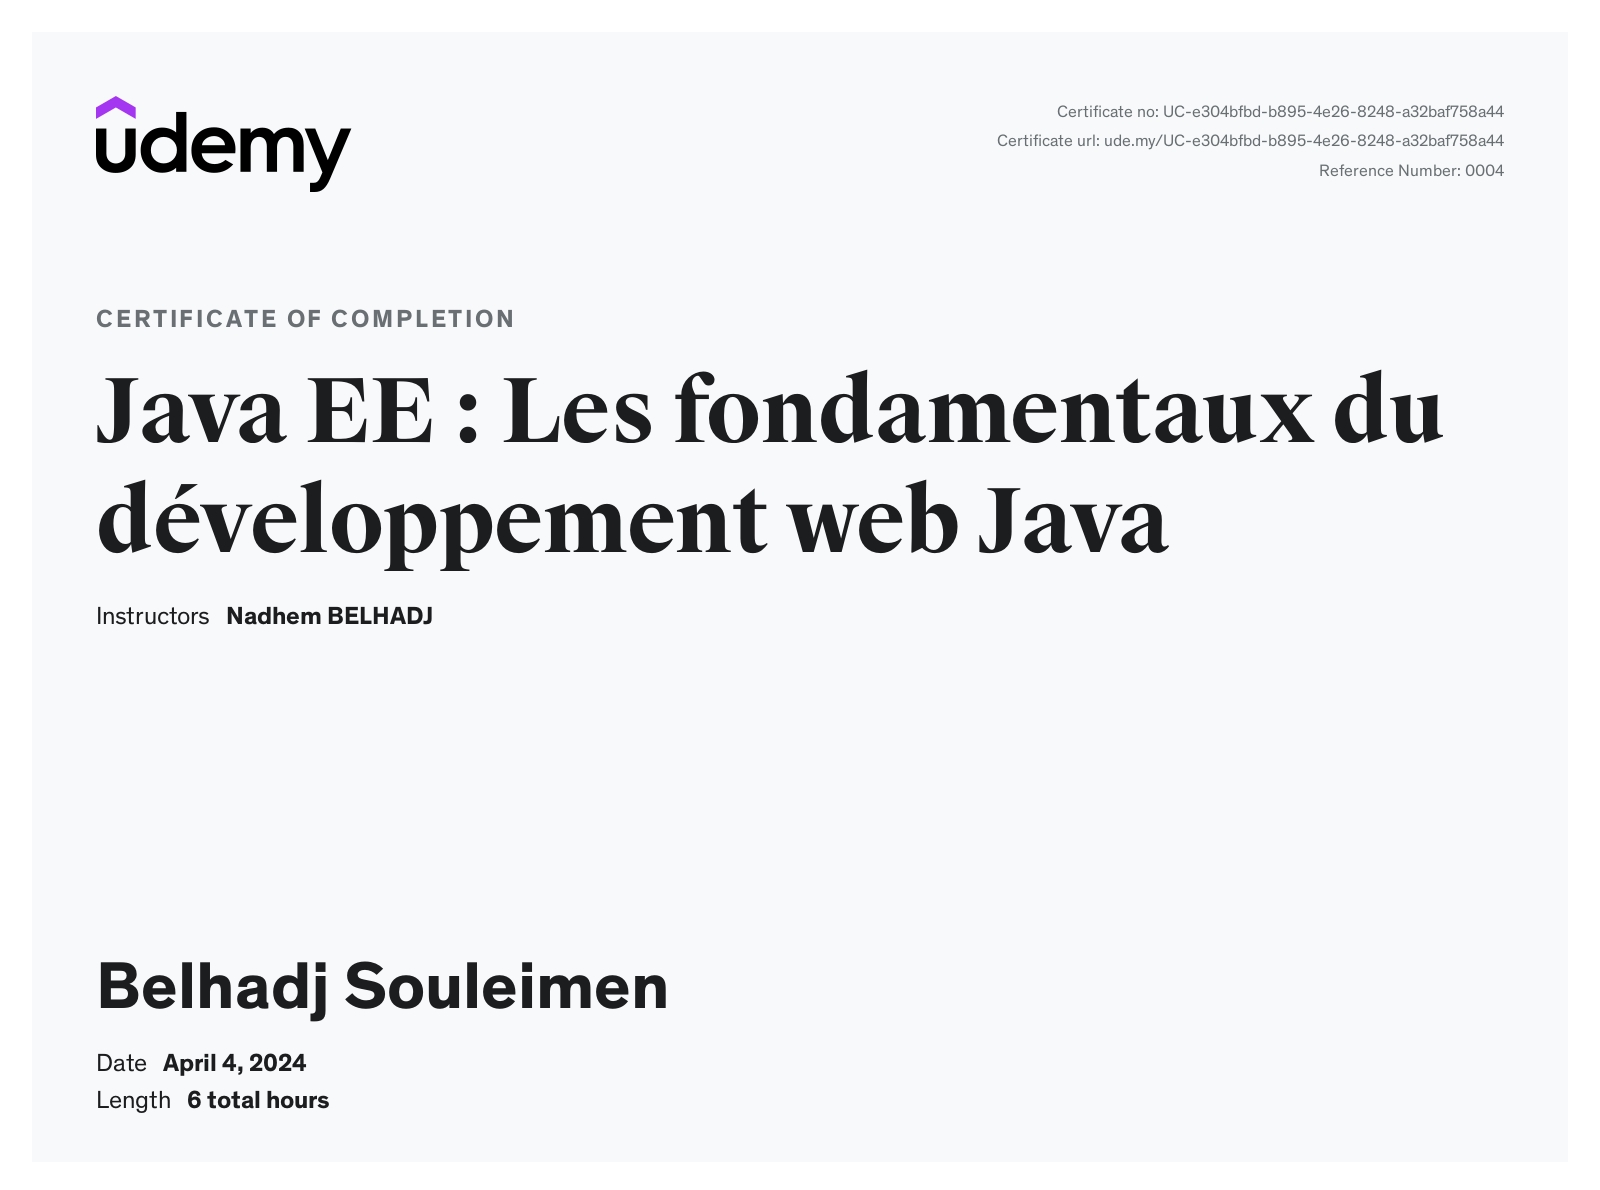 udemy
Certificate no: UC-e304bfbd-b895-4e26-8248-a32baf758a44
Certificate url: ude.my/UC-e304bfbd-b895-4e26-8248-a32baf758a44
Reference Number: 0004
CERTIFICATE OF COMPLETION
Java EE : Les fondamentaux du
développement web Java
Instructors Nadhem BELHADJ
Belhadj Souleimen
Date April 4, 2024
Length 6 total hours